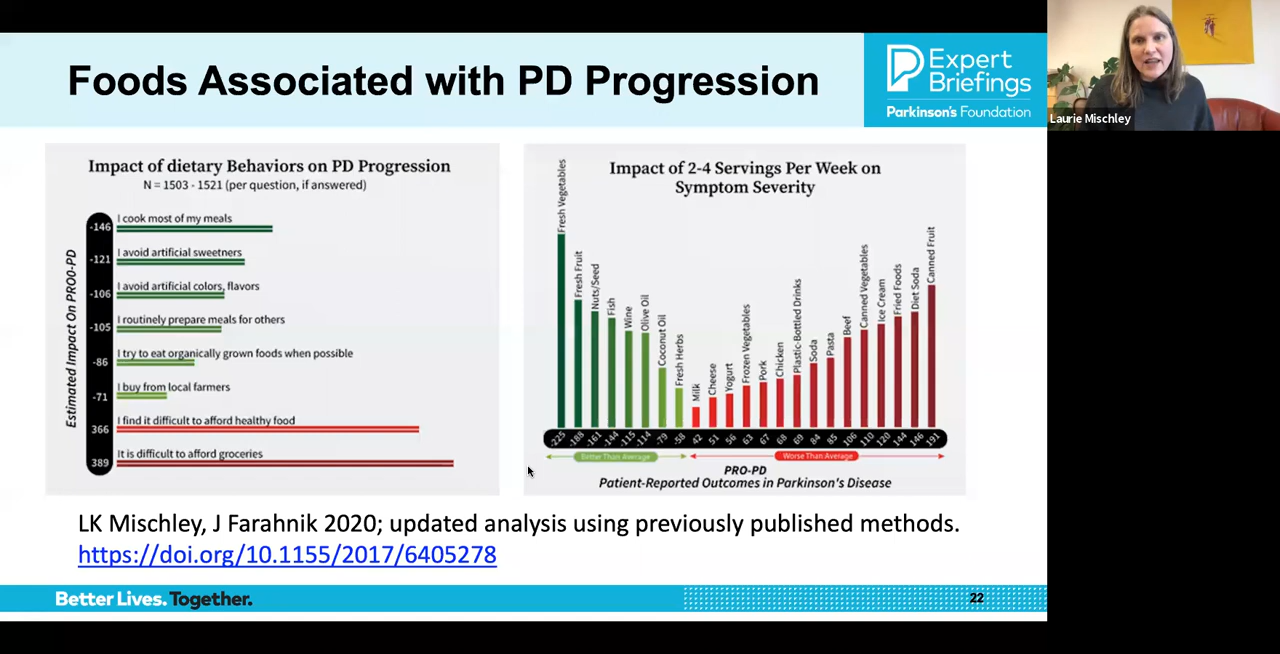 Foods Associated with PD Progression
Expert
Briefings
Parkinson's Foundation
Laurie Mischley
Impact of dietary Behaviors on PD Progression
N = 1503 - 1521 (per question, if answered)
Estimated Impact On PRO0-PD
-146 I cook most of my meals
-121 I avoid artificial sweetners
-106 I avoid artificial colors, flavors
-105 I routinely prepare meals for others
-86 I try to eat organically grown foods when possible
-71 I buy from local farmers
366 I find it difficult to afford healthy food
389 It is difficult to afford groceries
Impact of 2-4 Servings Per Week on
Symptom Severity
Fresh Vegetables
Fresh Fruit
Nuts/Seed
Fish
Wine
Olive Oil
Coconut Oil
Fresh Herbs
Milk
Cheese
Yogurt
Frozen Vegetables
Pork
Chicken
Plastic-Bottled Drinks
Soda
Pasta
Beef
Canned Vegetables
Ice Cream
Fried Foods
Diet Soda
Canned Fruit
-225 -188 -161 -144 -115 -114 -79 -58 42 51 56 63 67 68 69 84 85 106 110 120 144 146 191
Better Than Average Worse Than Average
PRO-PD
Patient-Reported Outcomes in Parkinson's Disease
LK Mischley, J Farahnik 2020; updated analysis using previously published methods.
https://doi.org/10.1155/2017/6405278
Better Lives. Together.
22